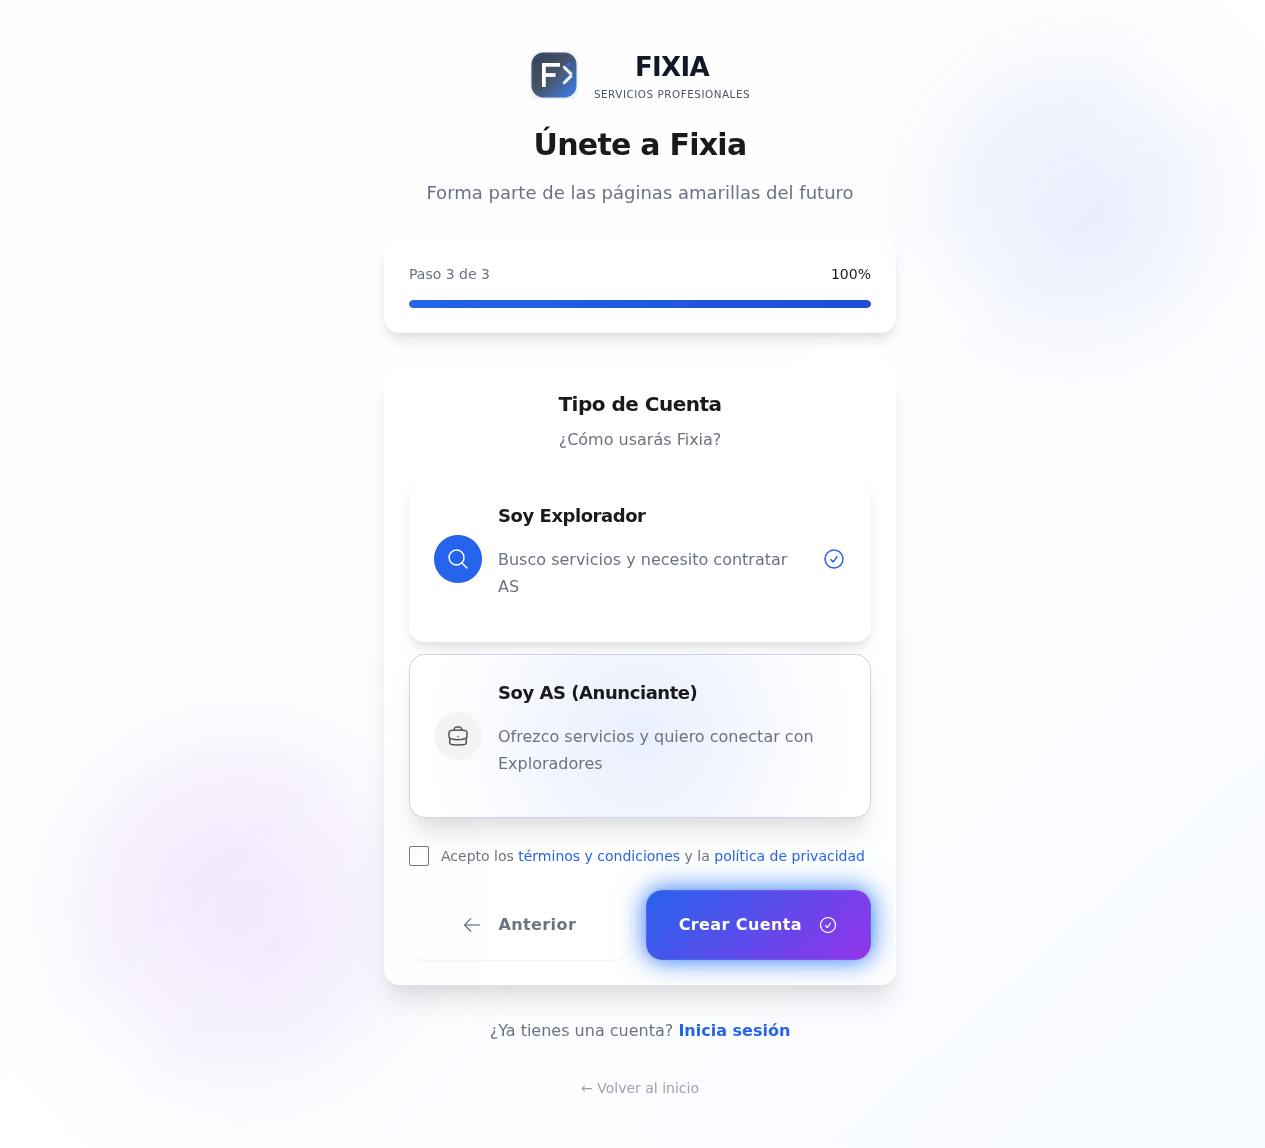 FIXIA
SERVICIOS PROFESIONALES
Únete a Fixia
Forma parte de las páginas amarillas del futuro
Paso 3 de 3
100%
Tipo de Cuenta
¿Cómo usarás Fixia?
Soy Explorador
Busco servicios y necesito contratar
AS
Soy AS (Anunciante)
Ofrezco servicios y quiero conectar con
Exploradores
Acepto los términos y condiciones y la política de privacidad
Anterior
Crear Cuenta
¿Ya tienes una cuenta? Inicia sesión
← Volver al inicio